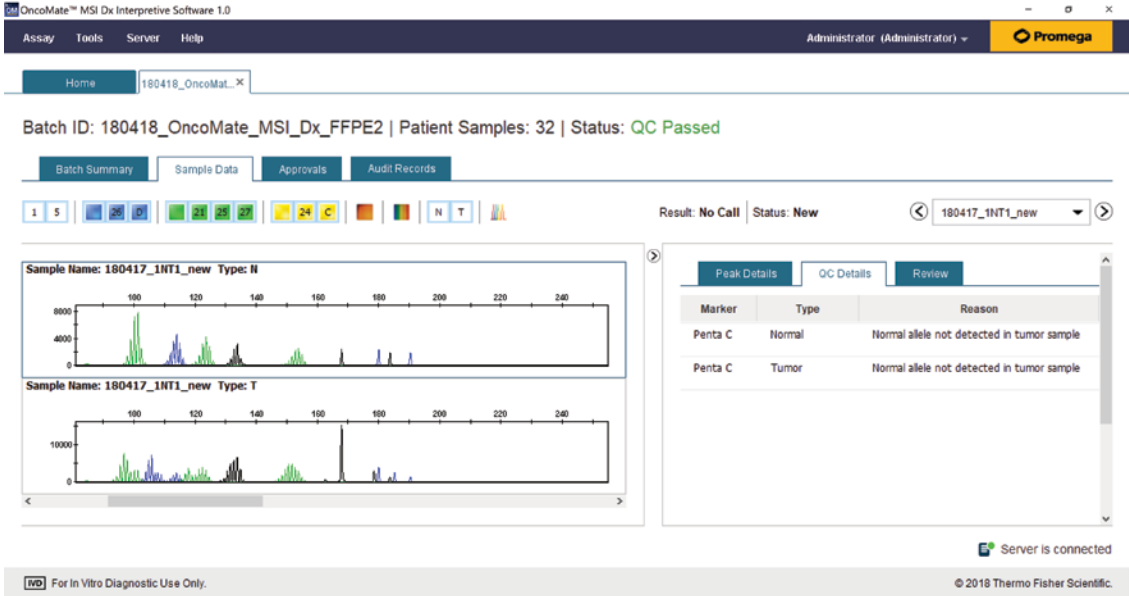 OncoMate™ MSI Dx Interpretive Software 1.0
Assay Tools Server Help Administrator (Administrator) Promega
Home 180418_OncoMat...
Batch ID: 180418_OncoMate_MSI_Dx_FFPE2 | Patient Samples: 32 | Status: QC Passed
Batch Summary Sample Data Approvals Audit Records
1 5 26 D 21 25 27 24 C N T Result: No Call Status: New 180417_1NT1_new
Sample Name: 180417_1NT1_new Type: N
100 120 140 160 180 200 220 240
8000
4000
0
Sample Name: 180417_1NT1_new Type: T
100 120 140 160 180 200 220 240
10000
0
Peak Details QC Details Review
Marker Type Reason
Penta C Normal Normal allele not detected in tumor sample
Penta C Tumor Normal allele not detected in tumor sample
Server is connected
IVD For In Vitro Diagnostic Use Only. © 2018 Thermo Fisher Scientific.